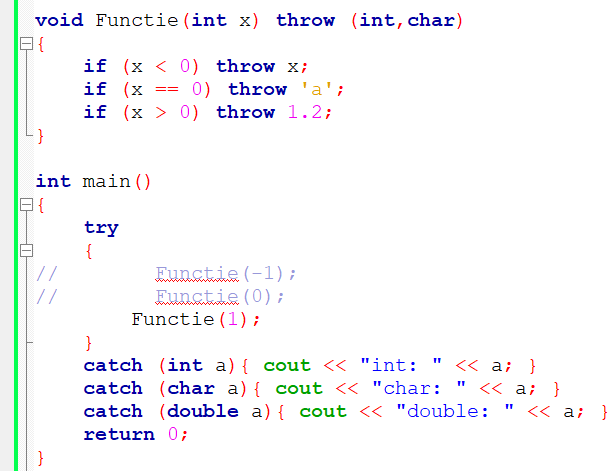 void Functie(int x) throw (int,char)
{
    if (x < 0) throw x;
    if (x == 0) throw 'a';
    if (x > 0) throw 1.2;
}
int main()
{
    try
    {
//        Functie(-1);
//        Functie(0);
        Functie(1);
    }
    catch (int a){ cout << "int: " << a; }
    catch (char a){ cout << "char: " << a; }
    catch (double a){ cout << "double: " << a; }
    return 0;
}